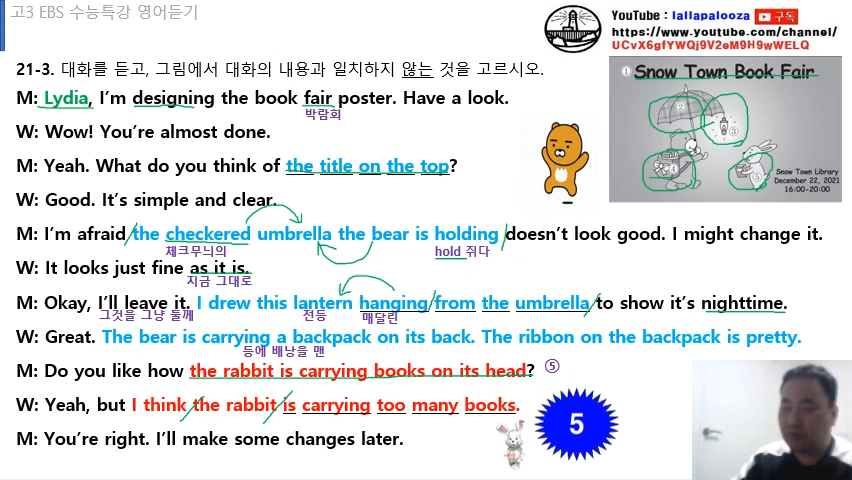 고3 EBS 수능특강 영어듣기
YouTube : lallapalooza 구독
https://www.youtube.com/channel/
UCvX6gfYWQj9V2eM9H9wWELQ
21-3. 대화를 듣고, 그림에서 대화의 내용과 일치하지 않는 것을 고르시오.
① Snow Town Book Fair
②
③
④
⑤
Snow Town Library
December 22, 2021
16:00-20:00
M: Lydia, I’m designing the book fair poster. Have a look.
박람회
W: Wow! You’re almost done.
M: Yeah. What do you think of the title on the top?
W: Good. It’s simple and clear.
M: I’m afraid the checkered umbrella the bear is holding doesn’t look good. I might change it.
체크무늬의 hold 쥐다
W: It looks just fine as it is.
지금 그대로
M: Okay, I’ll leave it. I drew this lantern hanging from the umbrella to show it’s nighttime.
그것을 그냥 둘께 전등 매달린
W: Great. The bear is carrying a backpack on its back. The ribbon on the backpack is pretty.
등에 배낭을 맨
M: Do you like how the rabbit is carrying books on its head? ⑤
W: Yeah, but I think the rabbit is carrying too many books.
5
M: You’re right. I’ll make some changes later.